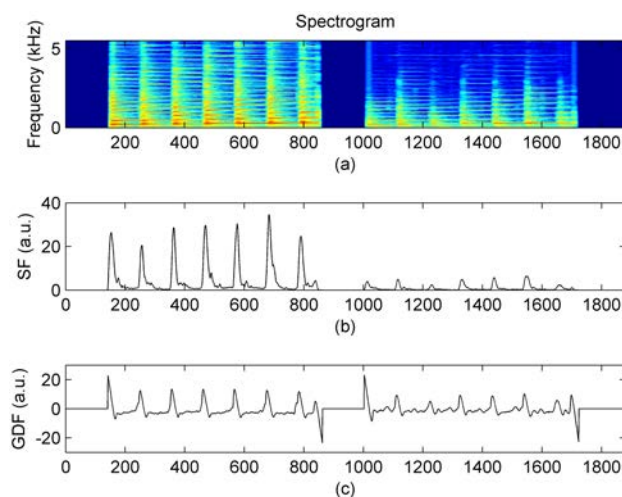 Spectrogram
Frequency (kHz)
5
0
200 400 600 800 1000 1200 1400 1600 1800
(a)
SF (a.u.)
40
20
0
0 200 400 600 800 1000 1200 1400 1600 1800
(b)
GDF (a.u.)
20
0
-20
0 200 400 600 800 1000 1200 1400 1600 1800
(c)